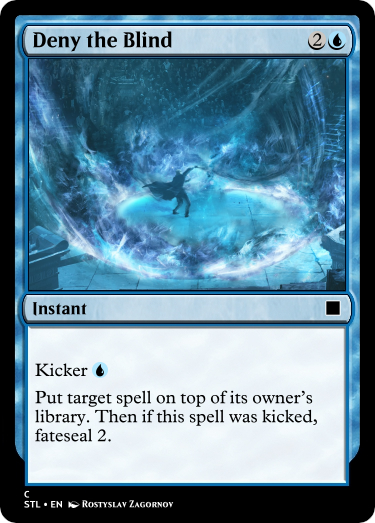 Deny the Blind 2
Instant
Kicker
Put target spell on top of its owner's
library. Then if this spell was kicked,
fateseal 2.
C
STL • EN Rostyslav Zagornov